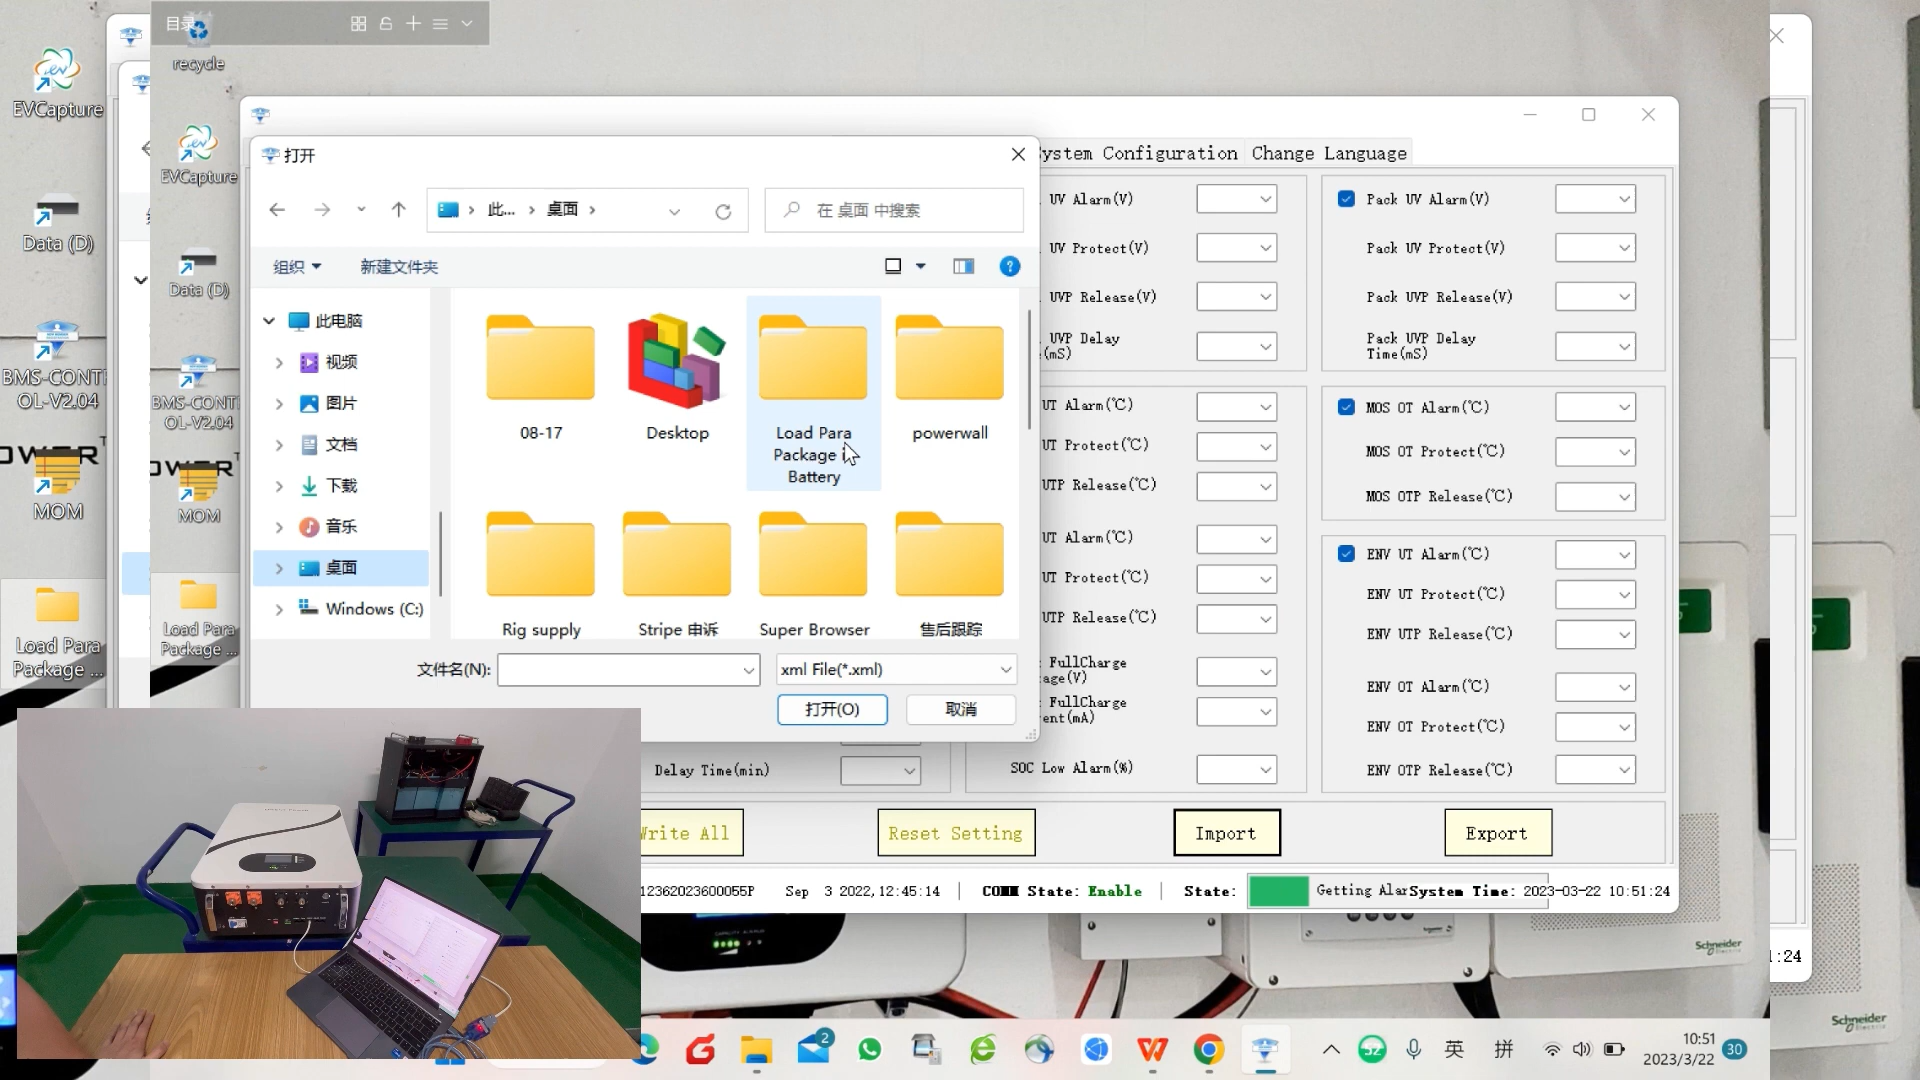 目录
recycle
EVCapture
EVCapture
Data (D)
Data (D)
BMS-CONT
OL-V2.04
BMS-CONT
OL-V2.04
MOM
MOM
Load Para
Package ...
Load Para
Package ...
打开
System Configuration
Change Language
此...
桌面
在 桌面 中搜索
组织
新建文件夹
此电脑
视频
图片
文档
下载
音乐
桌面
Windows (C:)
08-17
Desktop
Load Para
Package
Battery
powerwall
Rig supply
Stripe 申诉
Super Browser
售后跟踪
文件名(N):
xml File(*.xml)
打开(O)
取消
UV Alarm(V)
UV Protect(V)
UVP Release(V)
UVP Delay
(mS)
Pack UV Alarm(V)
Pack UV Protect(V)
Pack UVP Release(V)
Pack UVP Delay
Time(mS)
UT Alarm(℃)
UT Protect(℃)
UTP Release(℃)
UT Alarm(℃)
UT Protect(℃)
UTP Release(℃)
FullCharge
age(V)
FullCharge
ent(mA)
SOC Low Alarm(%)
MOS OT Alarm(℃)
MOS OT Protect(℃)
MOS OTP Release(℃)
ENV UT Alarm(℃)
ENV UT Protect(℃)
ENV UTP Release(℃)
ENV OT Alarm(℃)
ENV OT Protect(℃)
ENV OTP Release(℃)
Delay Time(min)
Write All
Reset Setting
Import
Export
12362023600055P
Sep 3 2022,12:45:14
COMM State: Enable
State:
Getting Alar
System Time: 2023-03-22 10:51:24
1:24
Schneider
Schneider
2
英
拼
10:51
2023/3/22
30